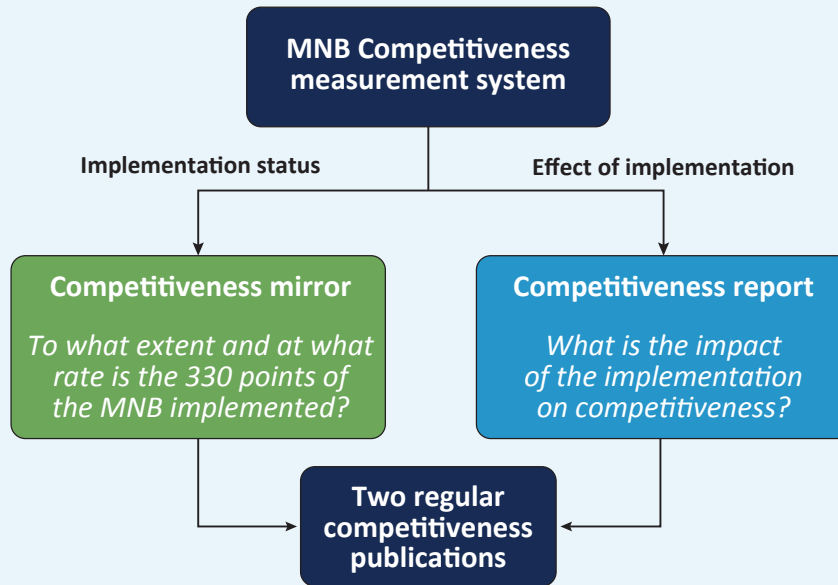 MNB Competitiveness
measurement system
Implementation status
Effect of implementation
Competitiveness mirror
To what extent and at what
rate is the 330 points of
the MNB implemented?
Competitiveness report
What is the impact
of the implementation
on competitiveness?
Two regular
competitiveness
publications